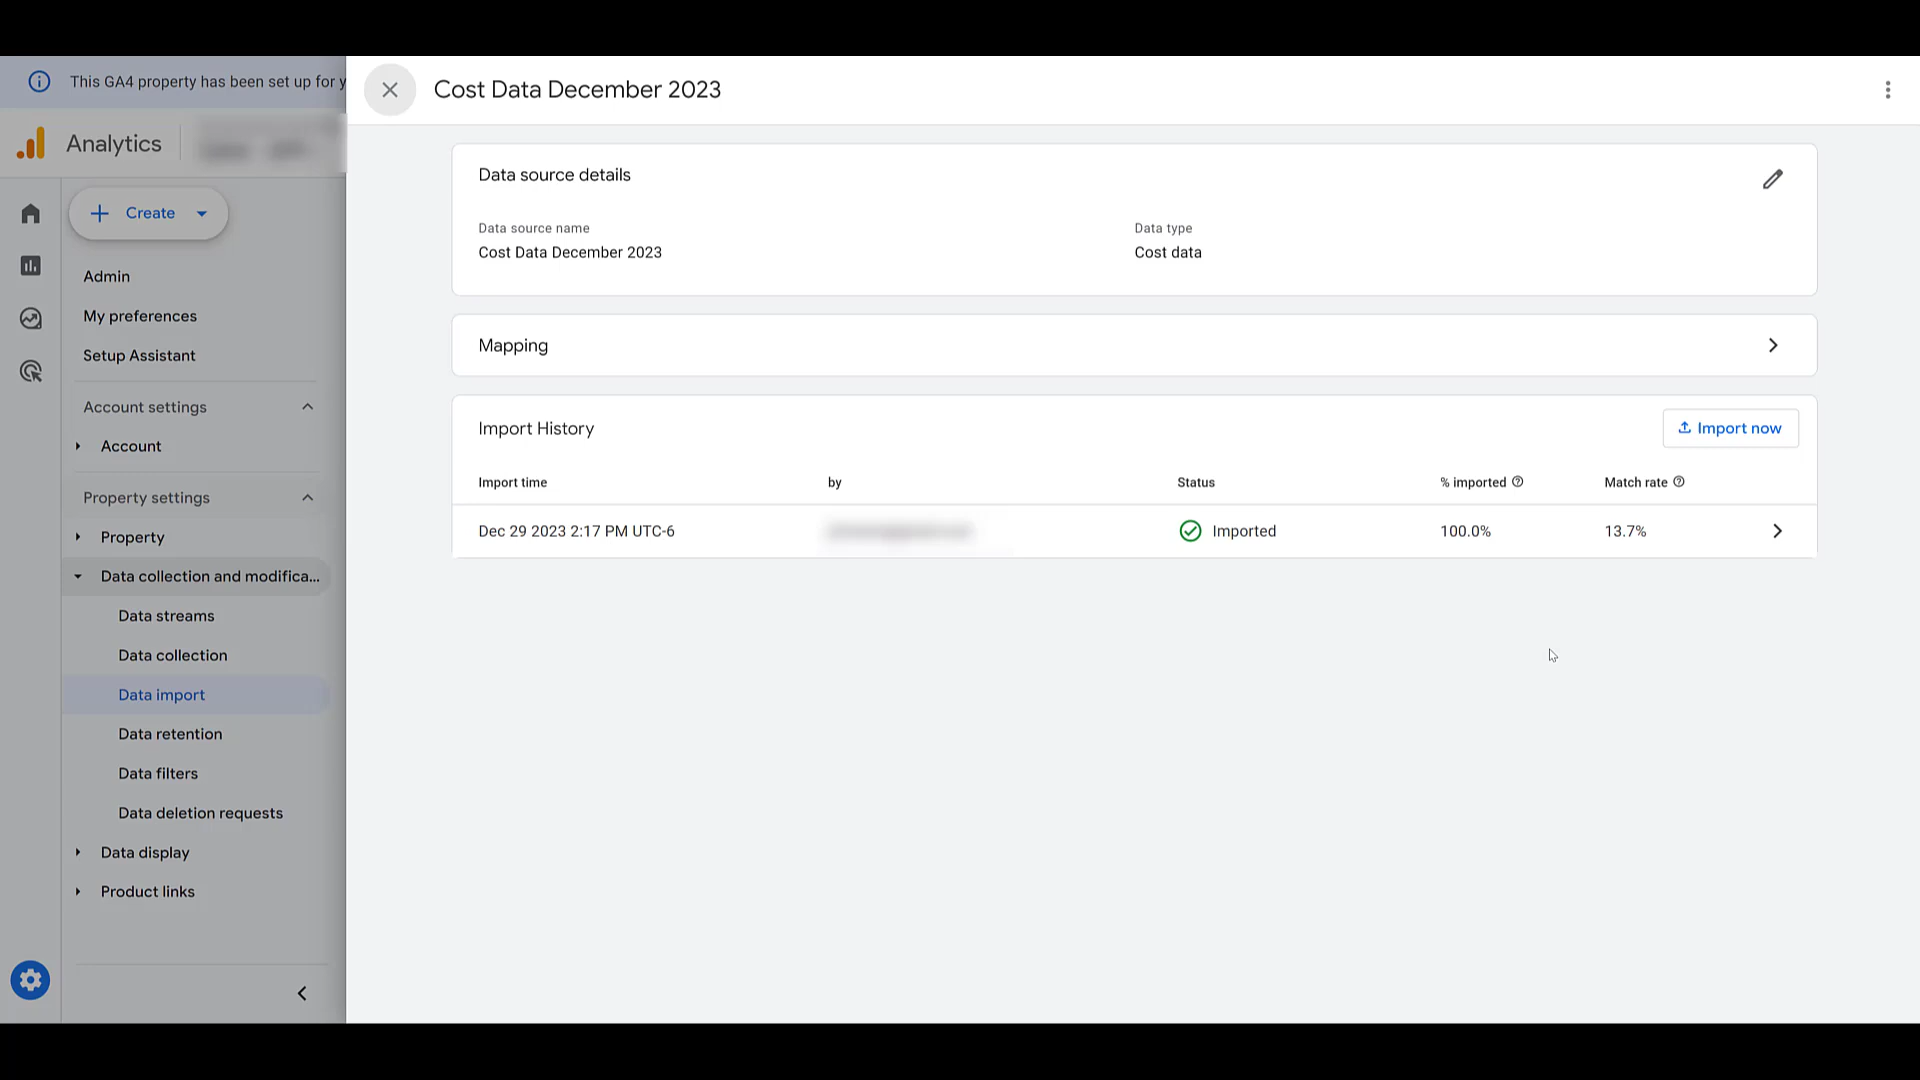 This GA4 property has been set up for y
Cost Data December 2023
Analytics
Create
Admin
My preferences
Setup Assistant
Account settings
Account
Property settings
Property
Data collection and modifica...
Data streams
Data collection
Data import
Data retention
Data filters
Data deletion requests
Data display
Product links
Data source details
Data source name
Data type
Cost Data December 2023
Cost data
Mapping
Import History
Import now
Import time by Status % imported Match rate
Dec 29 2023 2:17 PM UTC-6 Imported 100.0% 13.7%